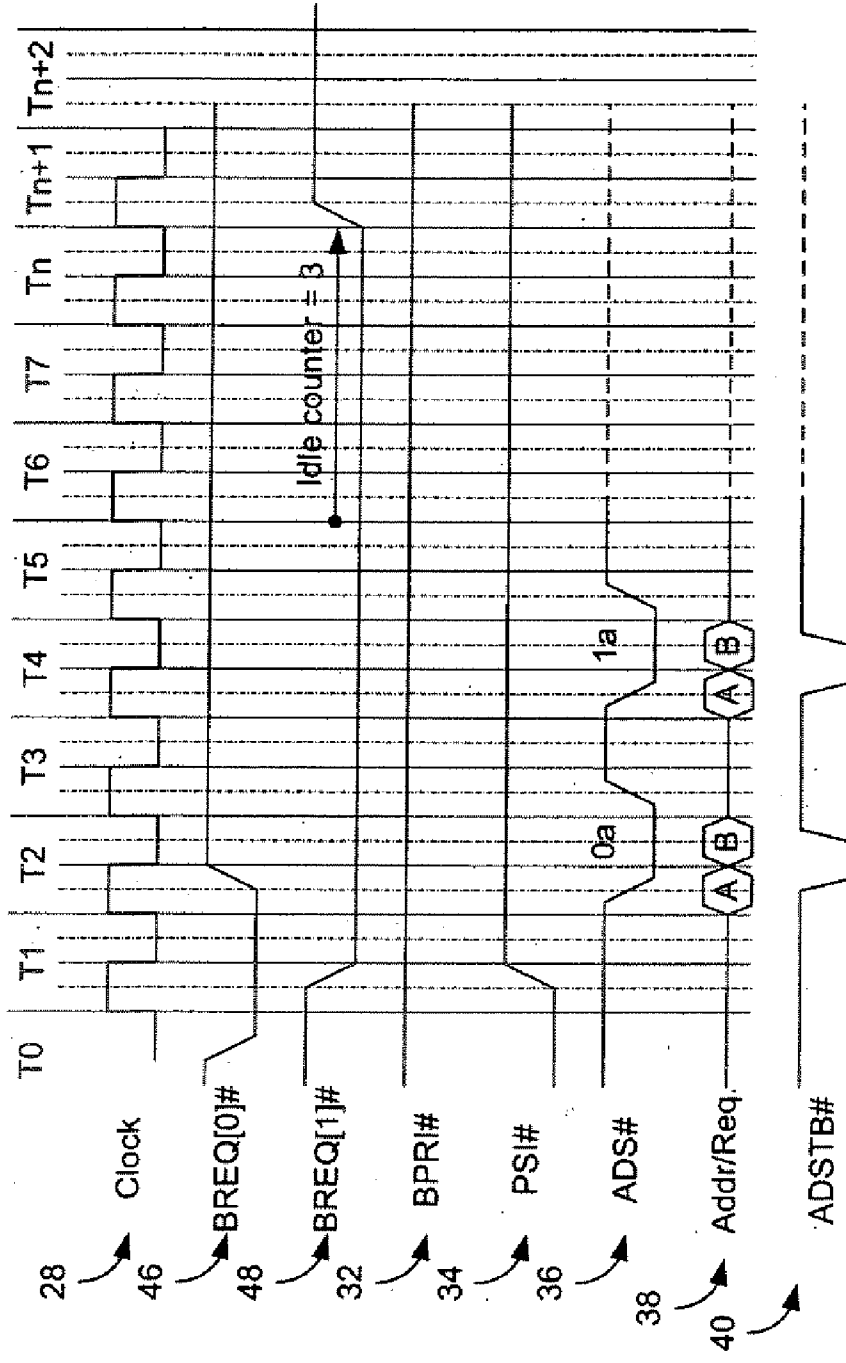 T0 T1 T2 T3 T4 T5 T6 T7 Tn Tn+1 Tn+2
28 Clock
46 BREQ[0]#
48 BREQ[1]#
Idle counter = 3
32 BPRI#
34 PSI#
36 ADS#
0a 1a
38 Addr/Req.
A B A B
40 ADSTB#